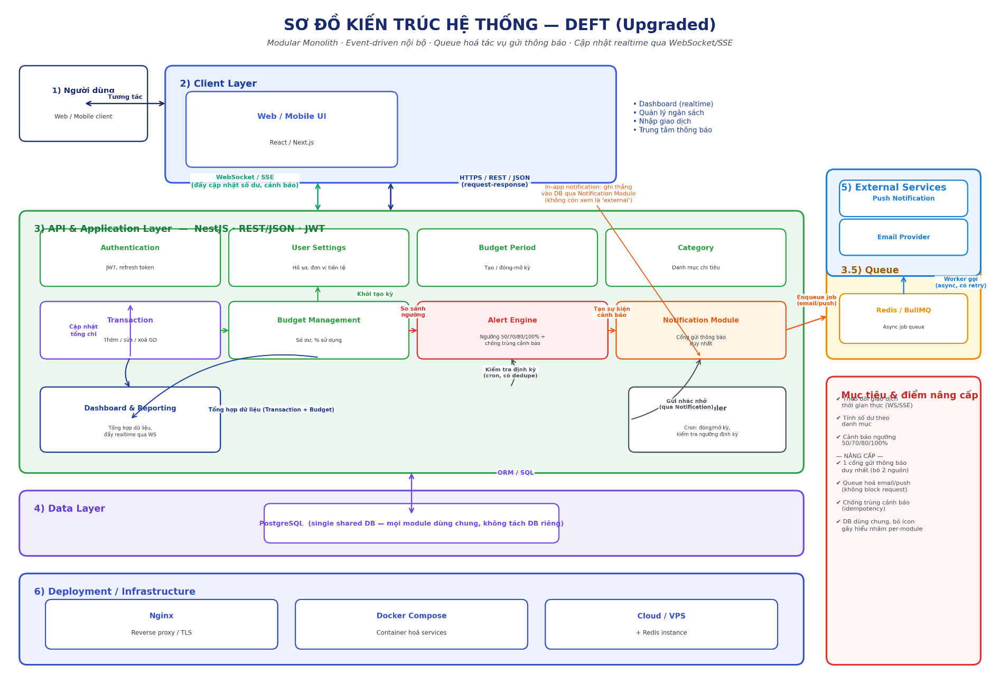 SƠ ĐỒ KIẾN TRÚC HỆ THỐNG — DEFT (Upgraded)
Modular Monolith · Event-driven nội bộ · Queue hoá tác vụ gửi thông báo · Cập nhật realtime qua WebSocket/SSE
1) Người dùng
Tương tác
Web / Mobile client
2) Client Layer
Web / Mobile UI
React / Next.js
• Dashboard (realtime)
• Quản lý ngân sách
• Nhập giao dịch
• Trung tâm thông báo
WebSocket / SSE
(đẩy cập nhật số dư, cảnh báo)
HTTPS / REST / JSON
(request-response)
In-app notification: ghi thẳng
vào DB qua Notification Module
(không còn xem là 'external')
5) External Services
Push Notification
Email Provider
3.5) Queue
Worker gọi
(async, có retry)
Enqueue job
(email/push)
Redis / BullMQ
Async job queue
3) API & Application Layer — NestJS · REST/JSON · JWT
Authentication
JWT, refresh token
User Settings
Hồ sơ, đơn vị tiền tệ
Budget Period
Tạo / đóng-mở kỳ
Category
Danh mục chi tiêu
Khởi tạo kỳ
Cập nhật
tổng chi
Transaction
Thêm / sửa / xoá GD
Budget Management
Số dư, % sử dụng
So sánh
ngưỡng
Alert Engine
Ngưỡng 50/70/80/100% +
chống trùng cảnh báo
Tạo sự kiện
cảnh báo
Notification Module
Cổng gửi thông báo
duy nhất
Kiểm tra định kỳ
(cron, có dedupe)
Dashboard & Reporting
Tổng hợp dữ liệu,
đẩy realtime qua WS
Tổng hợp dữ liệu (Transaction + Budget)
Gửi nhắc nhở
(qua Notification)
Cron: đóng/mở kỳ,
kiểm tra ngưỡng định kỳ
ORM / SQL
4) Data Layer
PostgreSQL (single shared DB — mọi module dùng chung, không tách DB riêng)
6) Deployment / Infrastructure
Nginx
Reverse proxy / TLS
Docker Compose
Container hoá services
Cloud / VPS
+ Redis instance
Mục tiêu & điểm nâng cấp
✔ Theo dõi giao dịch
thời gian thực (WS/SSE)
✔ Tính số dư theo
danh mục
✔ Cảnh báo ngưỡng
50/70/80/100%
— NÂNG CẤP —
✔ 1 cổng gửi thông báo
duy nhất (bỏ 2 nguồn)
✔ Queue hoá email/push
(không block request)
✔ Chống trùng cảnh báo
(idempotency)
✔ DB dùng chung, bỏ icon
gây hiểu nhầm per-module